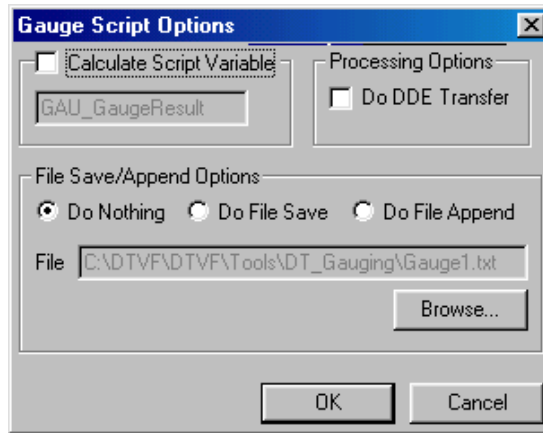 Gauge Script Options
Calculate Script Variable
GAU_GaugeResult
Processing Options
Do DDE Transfer
File Save/Append Options
Do Nothing Do File Save Do File Append
File C:\DTVF\DTVF\Tools\DT_Gauging\Gauge1.txt
Browse...
OK Cancel